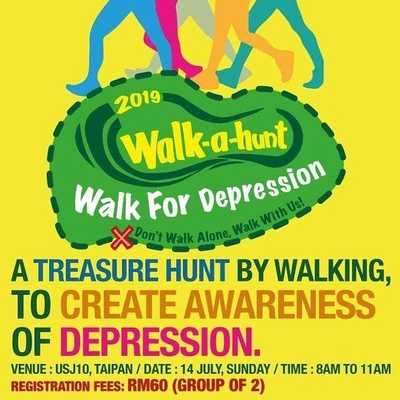 2019
Walk-a-hunt
Walk For Depression
Don't Walk Alone, Walk With Us!
A TREASURE HUNT BY WALKING,
TO CREATE AWARENESS
OF DEPRESSION.
VENUE : USJ10, TAIPAN / DATE : 14 JULY, SUNDAY / TIME : 8AM TO 11AM
REGISTRATION FEES: RM60 (GROUP OF 2)